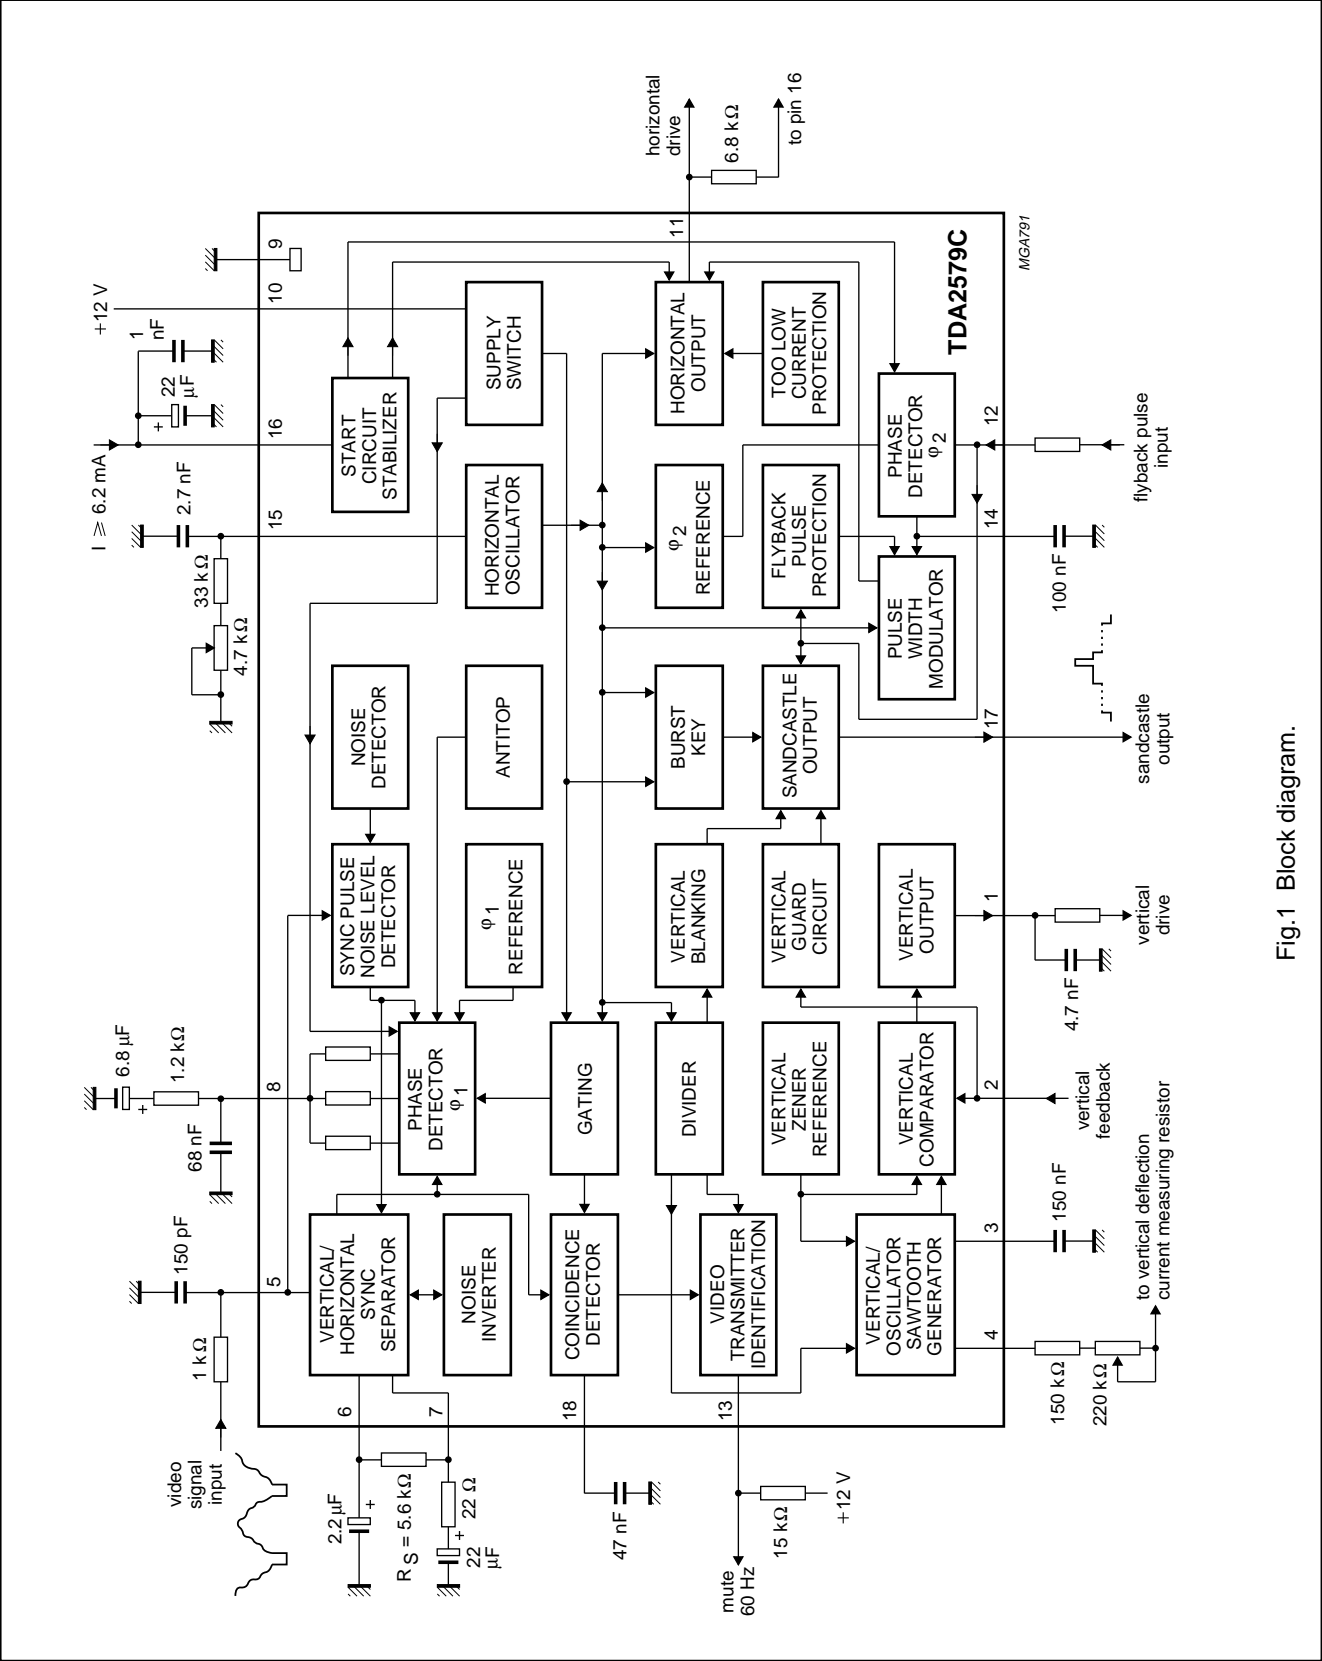 +12 V
1
nF
22
µF
+
I ≥ 6.2 mA
2.7 nF
33 kΩ
4.7 kΩ
6.8 µF
+
1.2 kΩ
68 nF
150 pF
1 kΩ
video
signal
input
9
10
16
15
8
5
START
CIRCUIT
STABILIZER
NOISE
DETECTOR
SYNC PULSE
NOISE LEVEL
DETECTOR
VERTICAL/
HORIZONTAL
SYNC
SEPARATOR
SUPPLY
SWITCH
HORIZONTAL
OSCILLATOR
ANTITOP
φ1
REFERENCE
PHASE
DETECTOR
φ1
NOISE
INVERTER
GATING
COINCIDENCE
DETECTOR
HORIZONTAL
OUTPUT
φ2
REFERENCE
BURST
KEY
VERTICAL
BLANKING
DIVIDER
VIDEO
TRANSMITTER
IDENTIFICATION
TOO LOW
CURRENT
PROTECTION
FLYBACK
PULSE
PROTECTION
SANDCASTLE
OUTPUT
VERTICAL
GUARD
CIRCUIT
VERTICAL
ZENER
REFERENCE
PHASE
DETECTOR
φ2
PULSE
WIDTH
MODULATOR
VERTICAL
OUTPUT
VERTICAL
COMPARATOR
VERTICAL/
OSCILLATOR
SAWTOOTH
GENERATOR
TDA2579C
MGA791
6
7
18
13
2.2 µF
+
RS = 5.6 kΩ
22 Ω
+
22
µF
47 nF
mute
60 Hz
15 kΩ
+12 V
11
horizontal
drive
6.8 kΩ
to pin 16
12
14
17
1
2
3
4
flyback pulse
input
100 nF
sandcastle
output
vertical
drive
4.7 nF
vertical
feedback
150 nF
to vertical deflection
current measuring resistor
150 kΩ
220 kΩ
Fig.1 Block diagram.